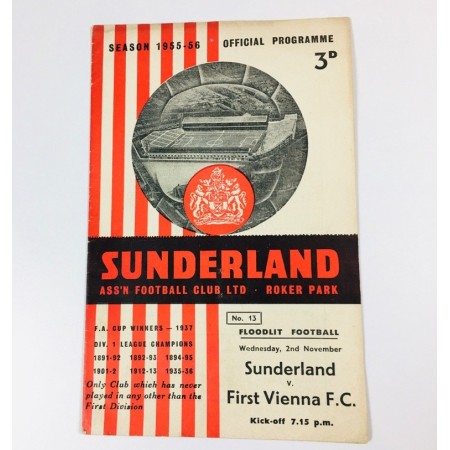 SEASON 1955-56 OFFICIAL PROGRAMME
3D
SUNDERLAND
ASS'N FOOTBALL CLUB, LTD - ROKER PARK
F.A. CUP WINNERS — 1937
DIV. 1 LEAGUE CHAMPIONS
1891-92 1892-93 1894-95
1901-2 1912-13 1935-36
Only Club which has never
played in any other than the
First Division
No. 13
FLOODLIT FOOTBALL
Wednesday, 2nd November
Sunderland
v.
First Vienna F.C.
Kick-off 7.15 p.m.